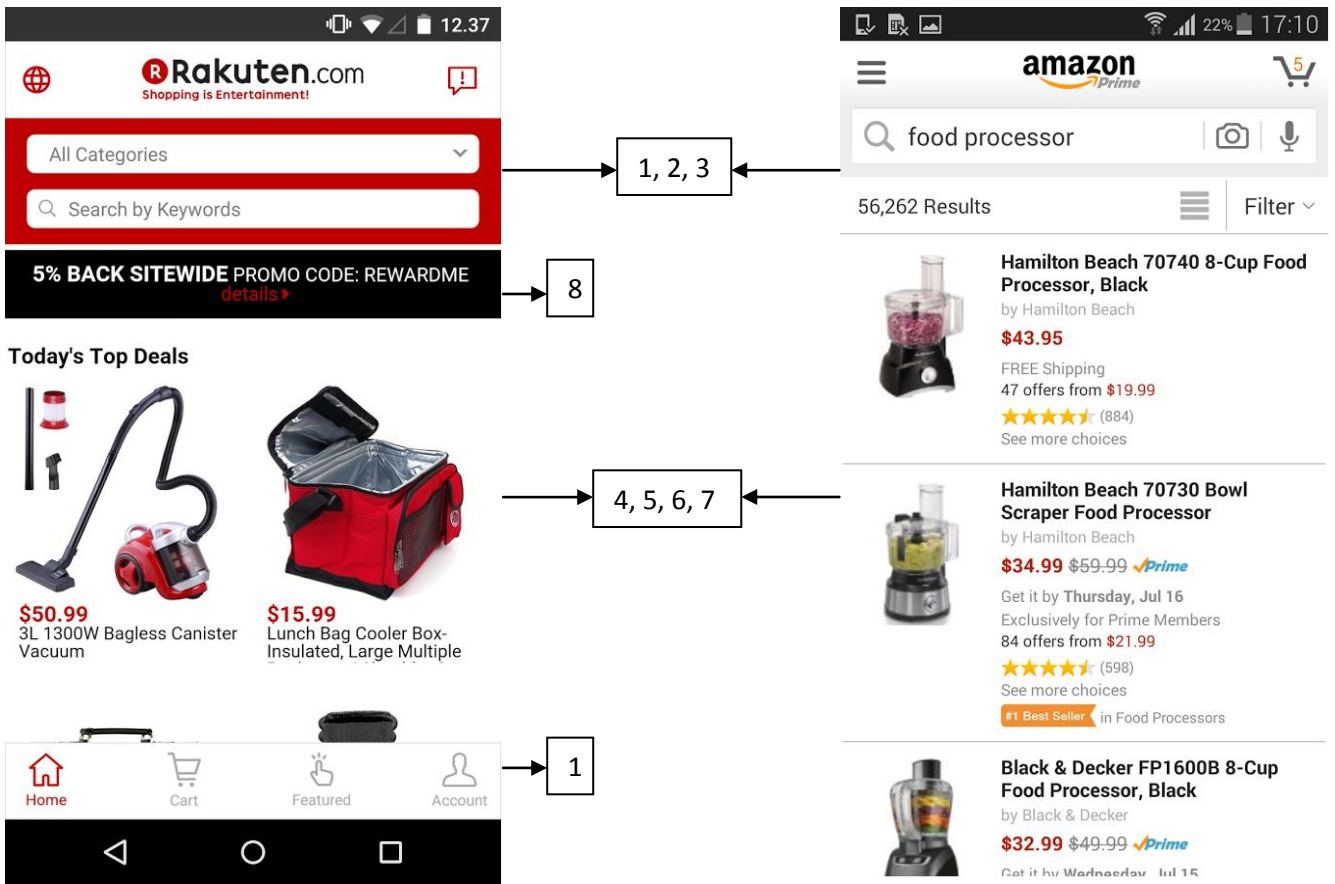 12.37
Rakuten.com
Shopping is Entertainment!
All Categories
Search by Keywords
5% BACK SITEWIDE PROMO CODE: REWARDME
details
Today's Top Deals
$50.99
3L 1300W Bagless Canister
Vacuum
$15.99
Lunch Bag Cooler Box-
Insulated, Large Multiple
Home
Cart
Featured
Account
1, 2, 3
8
4, 5, 6, 7
1
22% 17:10
amazon
Prime
5
food processor
56,262 Results
Filter
Hamilton Beach 70740 8-Cup Food
Processor, Black
by Hamilton Beach
$43.95
FREE Shipping
47 offers from $19.99
(884)
See more choices
Hamilton Beach 70730 Bowl
Scraper Food Processor
by Hamilton Beach
$34.99 $59.99 Prime
Get it by Thursday, Jul 16
Exclusively for Prime Members
84 offers from $21.99
(598)
See more choices
#1 Best Seller in Food Processors
Black & Decker FP1600B 8-Cup
Food Processor, Black
by Black & Decker
$32.99 $49.99 Prime
Get it by Wednesday, Jul 15